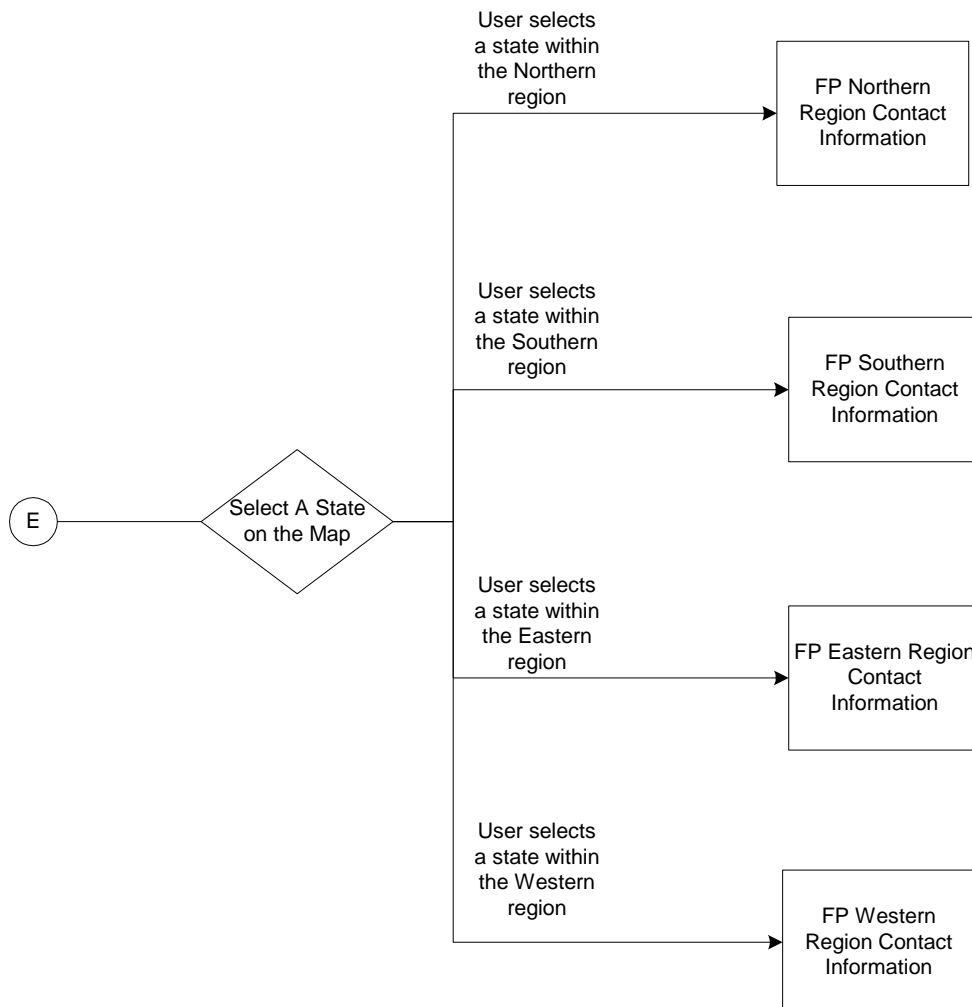 User selects
a state within
the Northern
region
FP Northern
Region Contact
Information
User selects
a state within
the Southern
region
FP Southern
Region Contact
Information
E
Select A State
on the Map
User selects
a state within
the Eastern
region
FP Eastern Region
Contact
Information
User selects
a state within
the Western
region
FP Western
Region Contact
Information